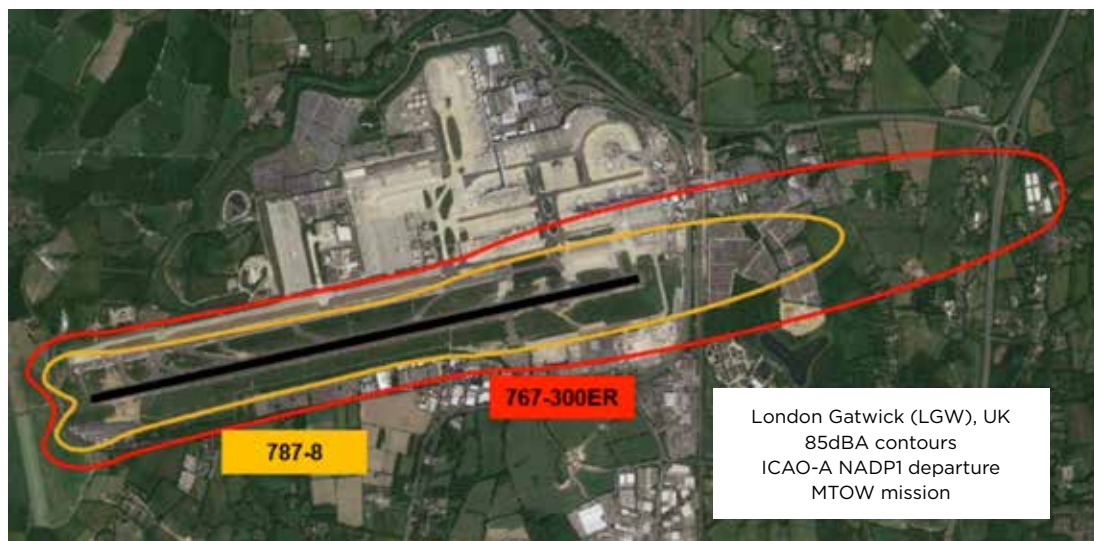 767-300ER
787-8
London Gatwick (LGW), UK
85dBA contours
ICAO-A NADP1 departure
MTOW mission